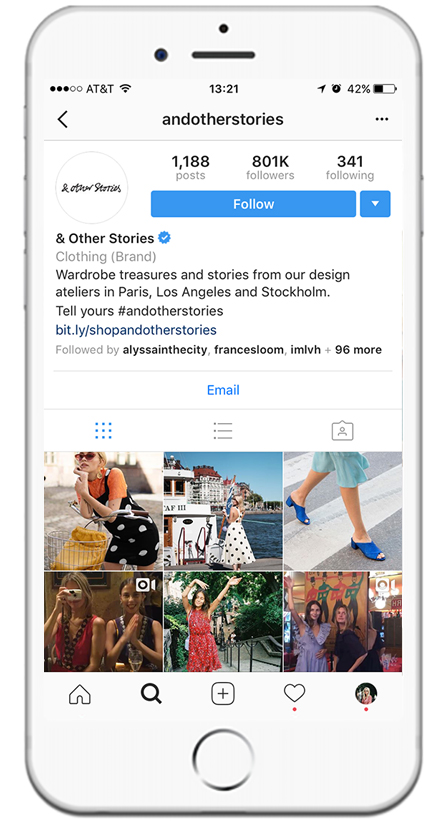 AT&T 13:21 42%
andotherstories
& other Stories
1,188 801K 341
posts followers following
Follow
& Other Stories
Clothing (Brand)
Wardrobe treasures and stories from our design
ateliers in Paris, Los Angeles and Stockholm.
Tell yours #andotherstories
bit.ly/shopandotherstories
Followed by alyssainthecity, francesloom, imlvh + 96 more
Email
AF III